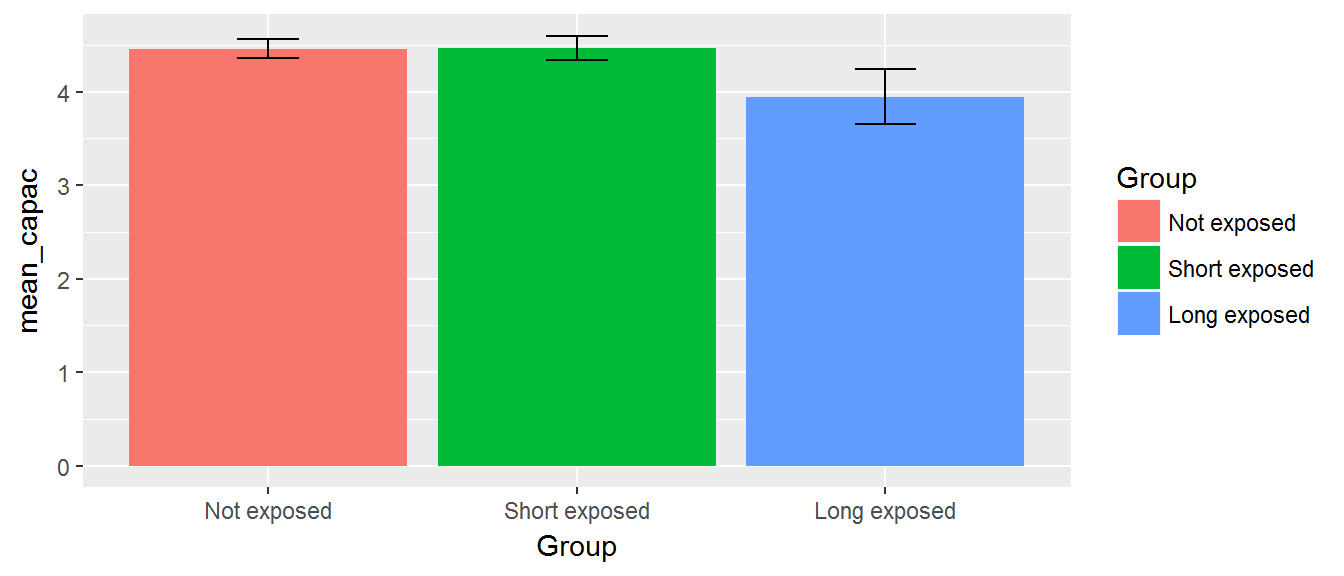 mean_capac
4
3
2
1
0
Not exposed
Short exposed
Long exposed
Group
Group
Not exposed
Short exposed
Long exposed